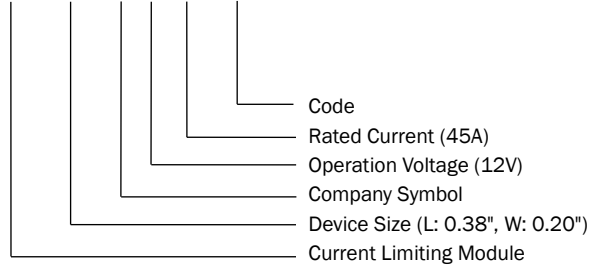 Code
Rated Current (45A)
Operation Voltage (12V)
Company Symbol
Device Size (L: 0.38", W: 0.20")
Current Limiting Module